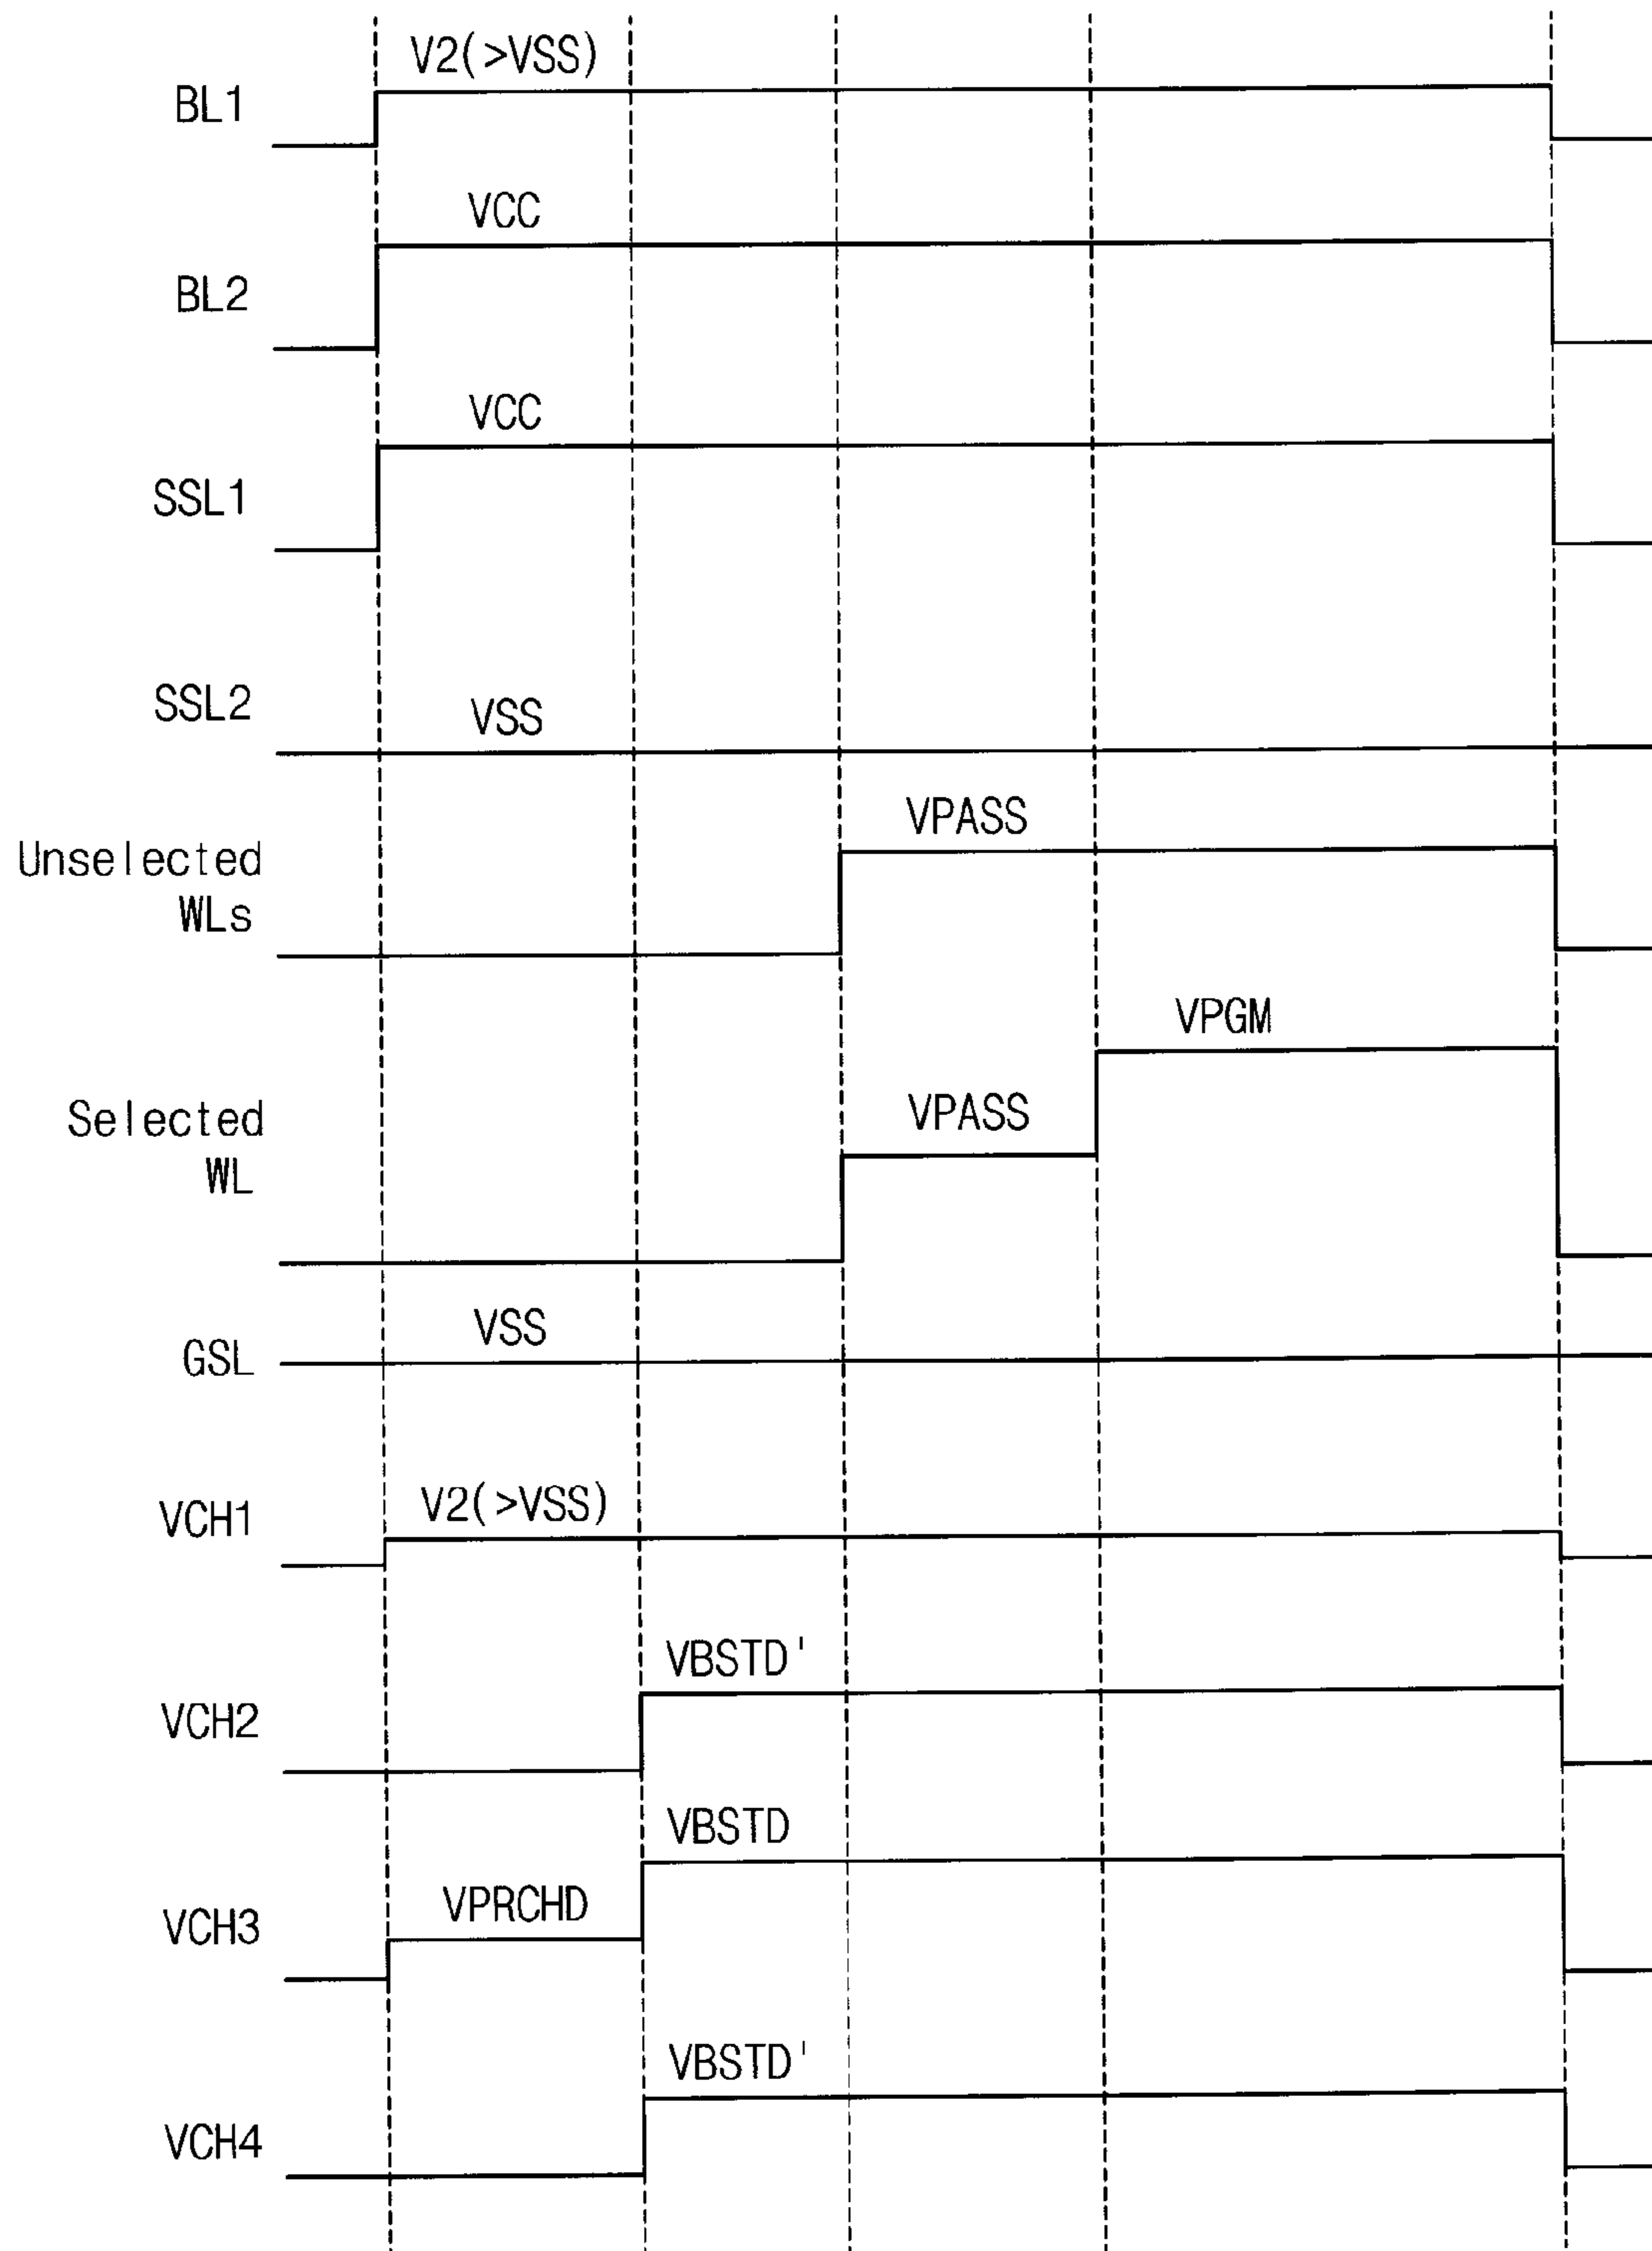 V2(>VSS)
BL1
VCC
BL2
VCC
SSL1
SSL2
VSS
Unselected
WLs
VPASS
VPGM
Selected
WL
VPASS
VSS
GSL
VCH1
V2(>VSS)
VBSTD'
VCH2
VBSTD
VPRCHD
VCH3
VBSTD'
VCH4